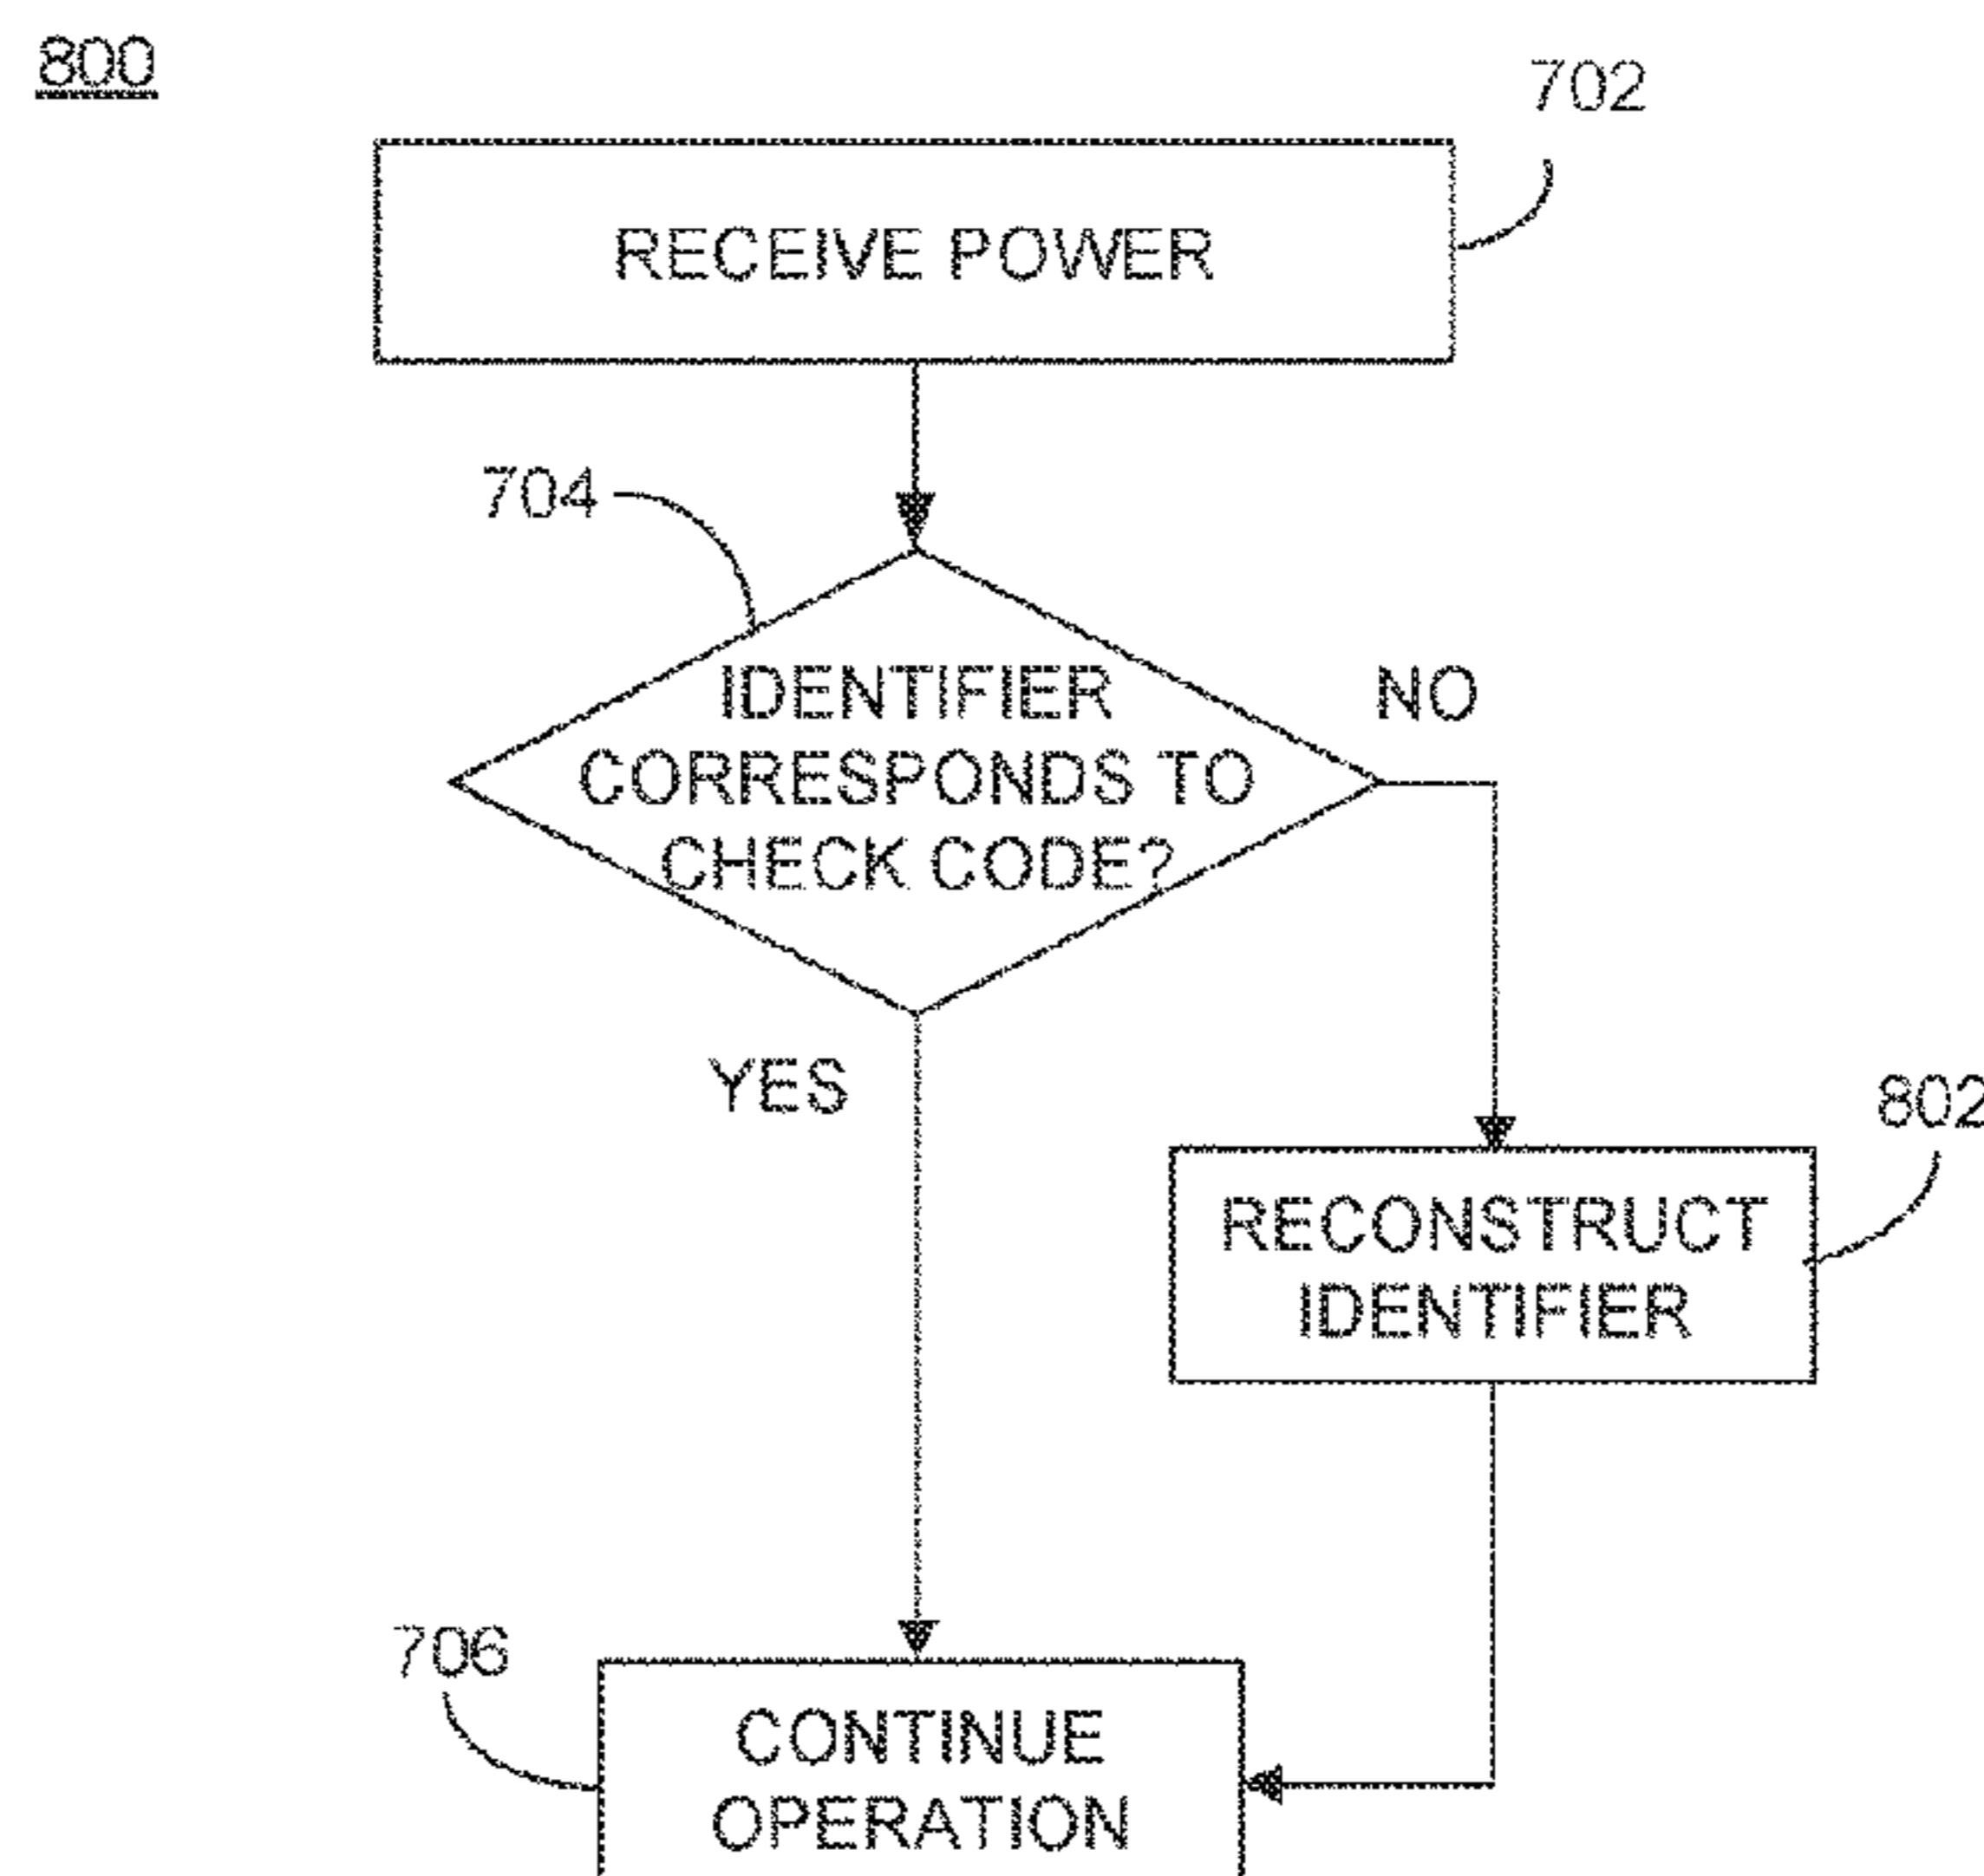 800
702
RECEIVE POWER
704
IDENTIFIER
CORRESPONDS TO
CHECK CODE?
NO
YES
802
RECONSTRUCT
IDENTIFIER
706
CONTINUE
OPERATION